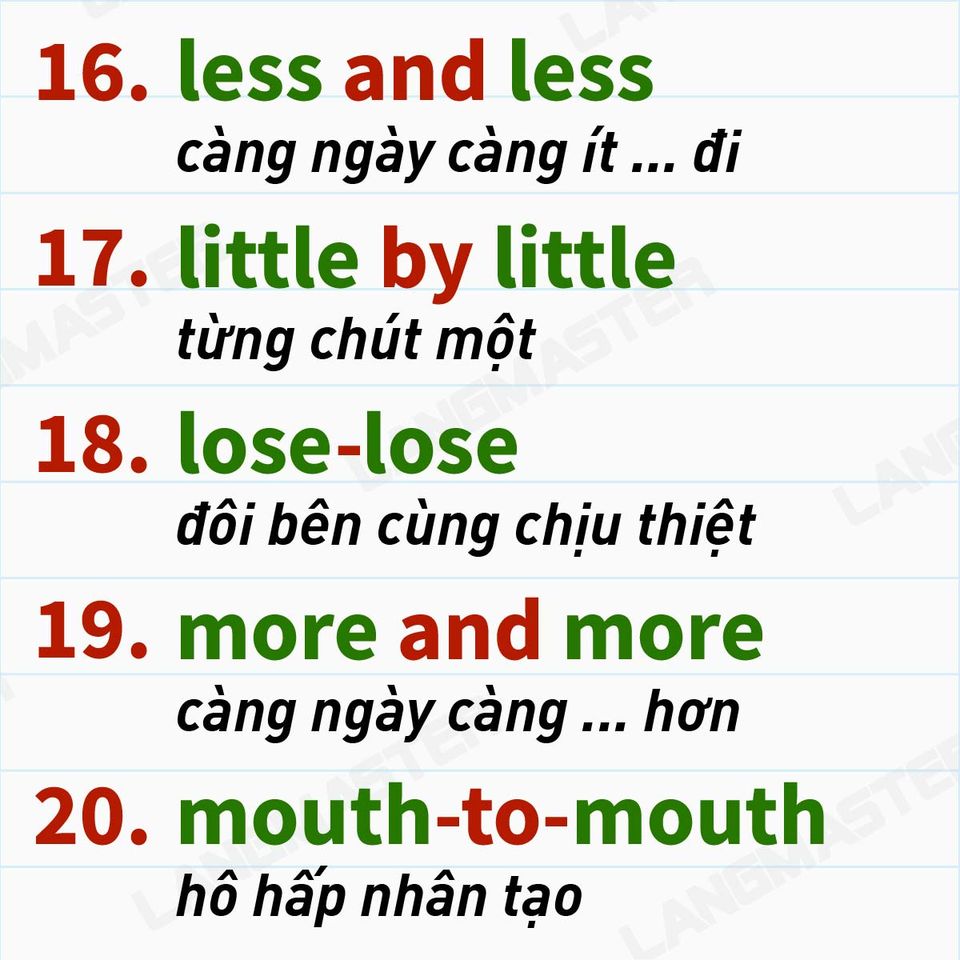 16. less and less
càng ngày càng ít ... đi
17. little by little
từng chút một
18. lose-lose
đôi bên cùng chịu thiệt
19. more and more
càng ngày càng ... hơn
20. mouth-to-mouth
hô hấp nhân tạo
LANGMASTER
LANGMASTER
LANGMASTER